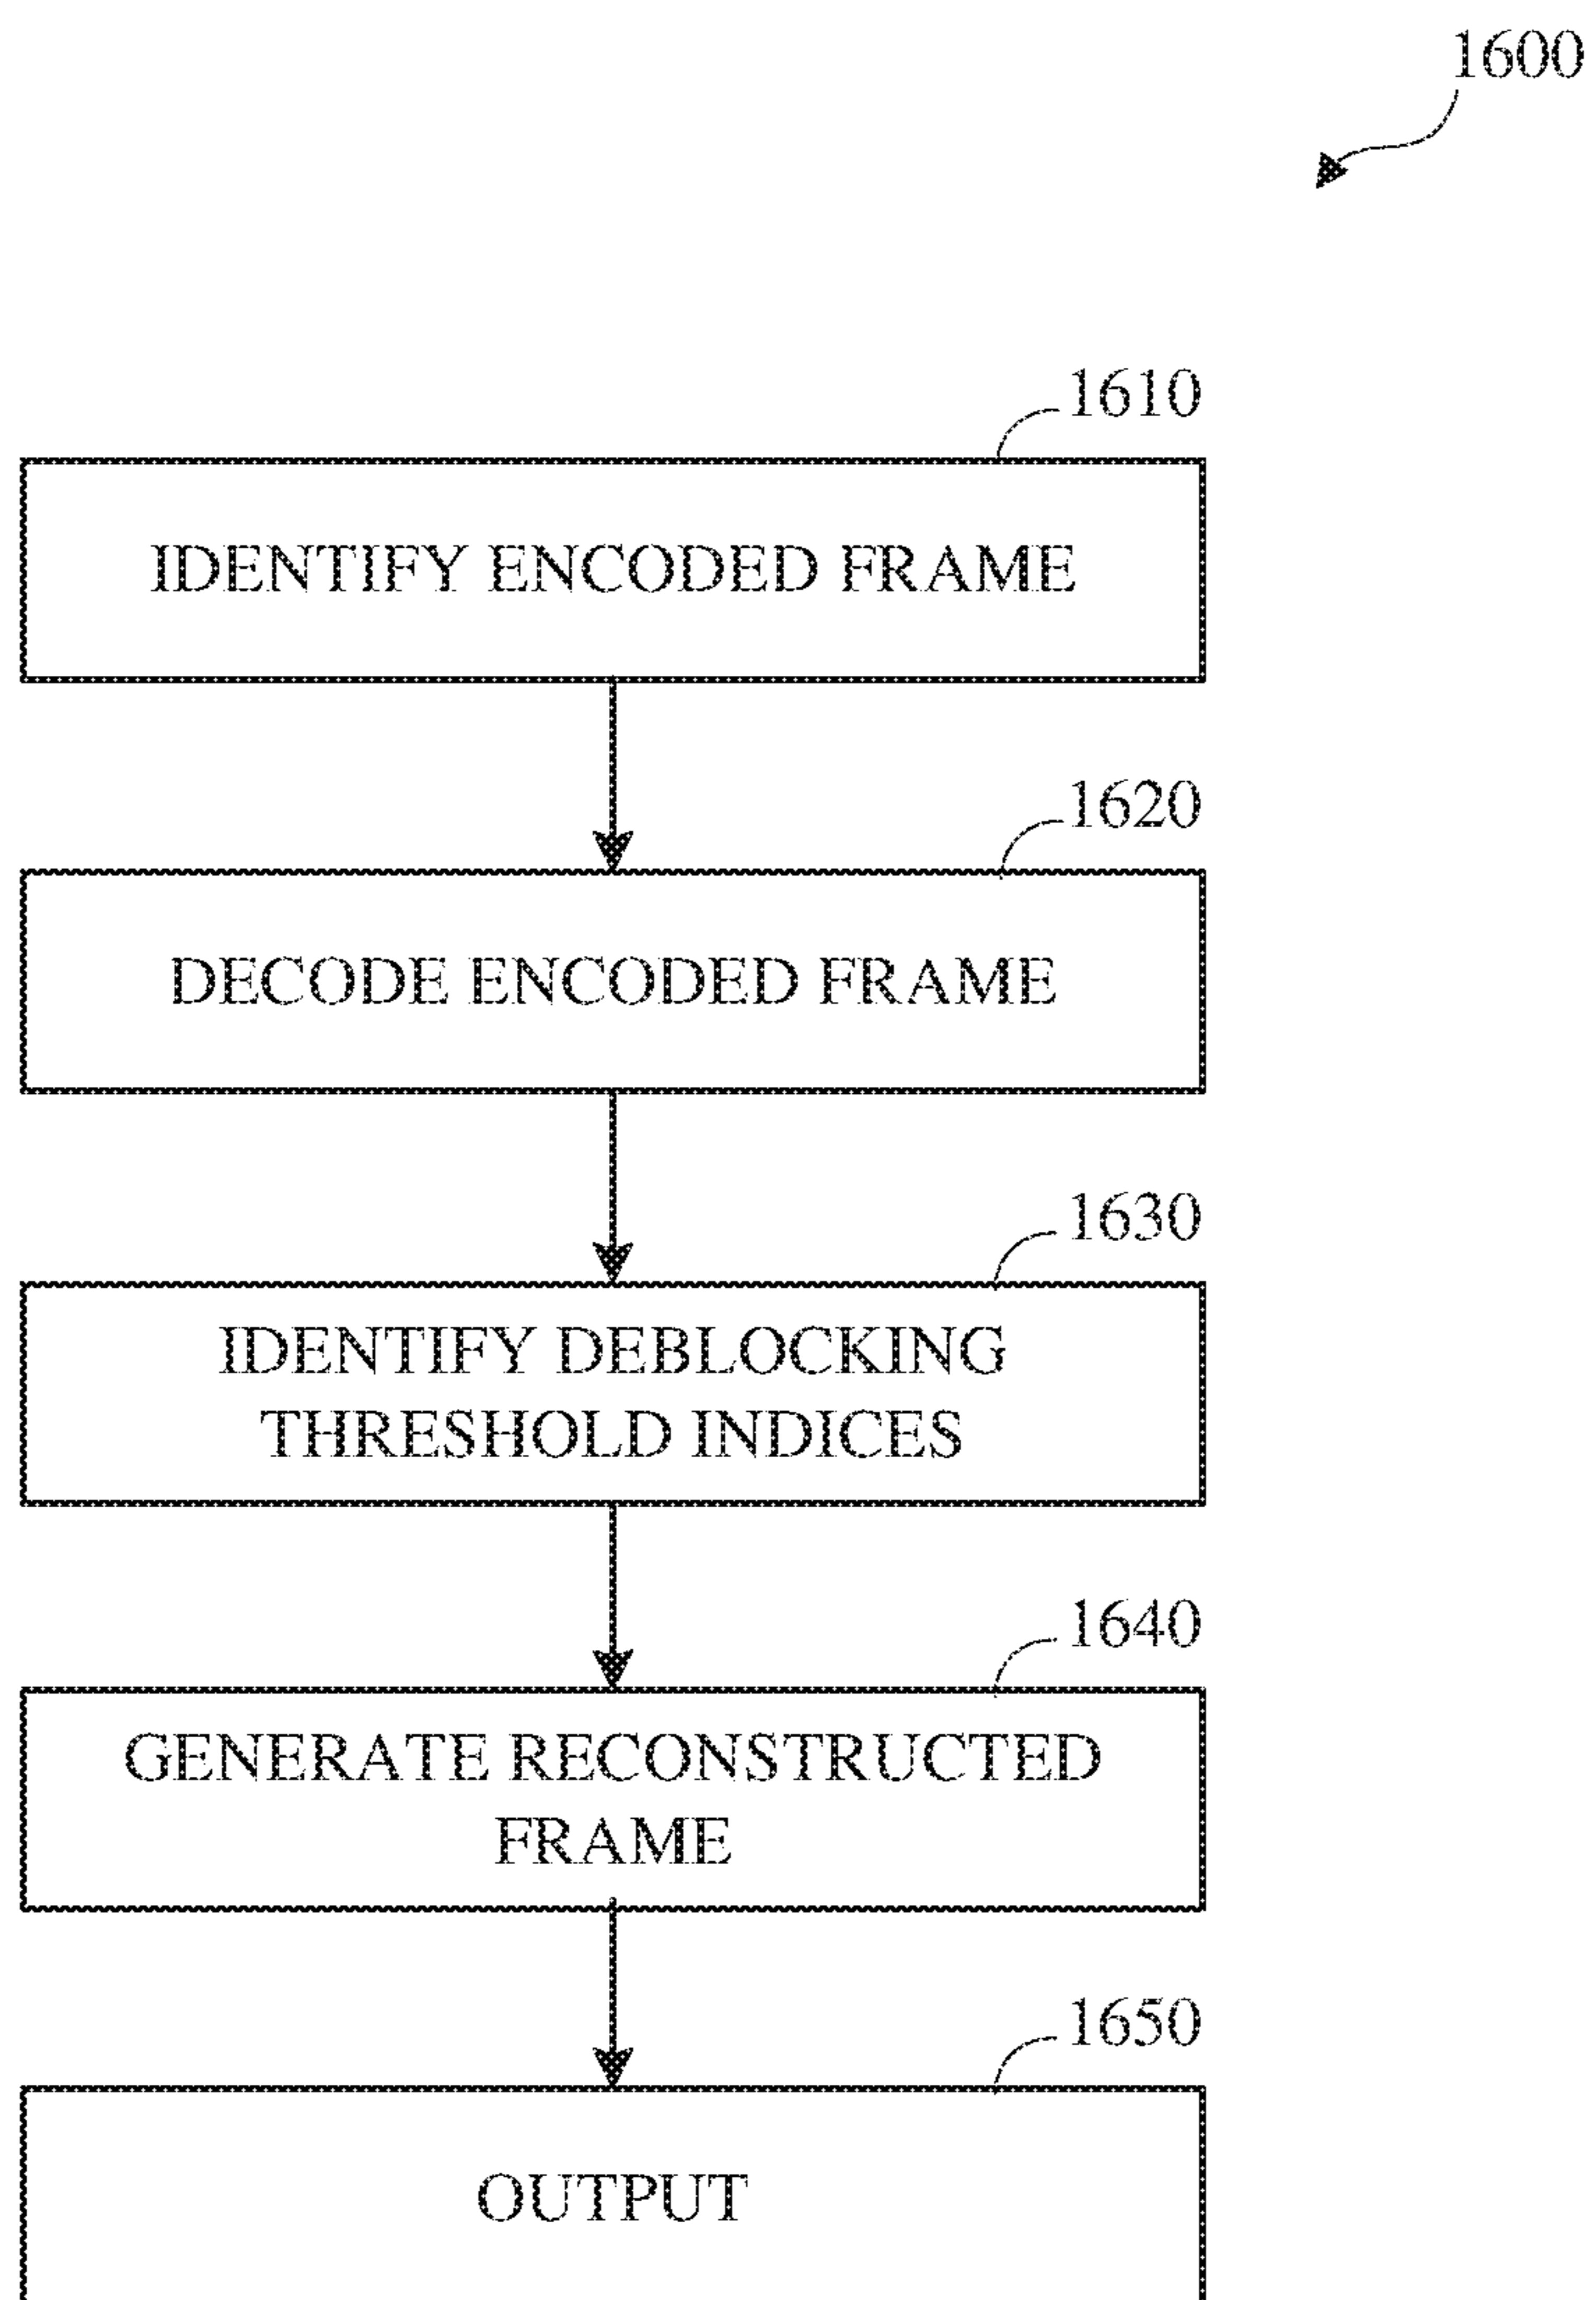 1600
1610
IDENTIFY ENCODED FRAME
1620
DECODE ENCODED FRAME
1630
IDENTIFY DEBLOCKING
THRESHOLD INDICES
1640
GENERATE RECONSTRUCTED
FRAME
1650
OUTPUT